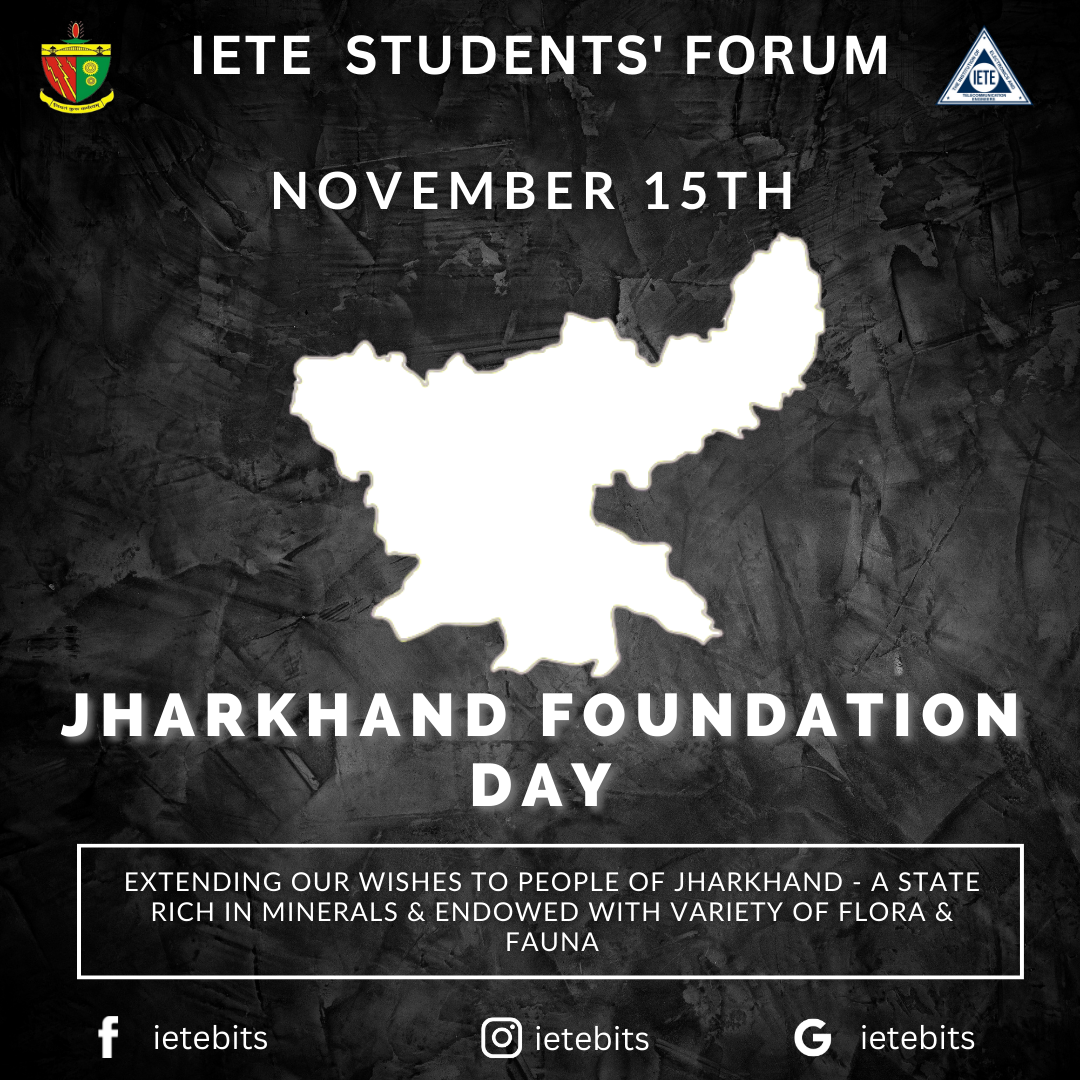 IETE STUDENTS' FORUM
IETE
NOVEMBER 15TH
JHARKHAND FOUNDATION
DAY
EXTENDING OUR WISHES TO PEOPLE OF JHARKHAND - A STATE
RICH IN MINERALS & ENDOWED WITH VARIETY OF FLORA &
FAUNA
ietebits
ietebits
ietebits